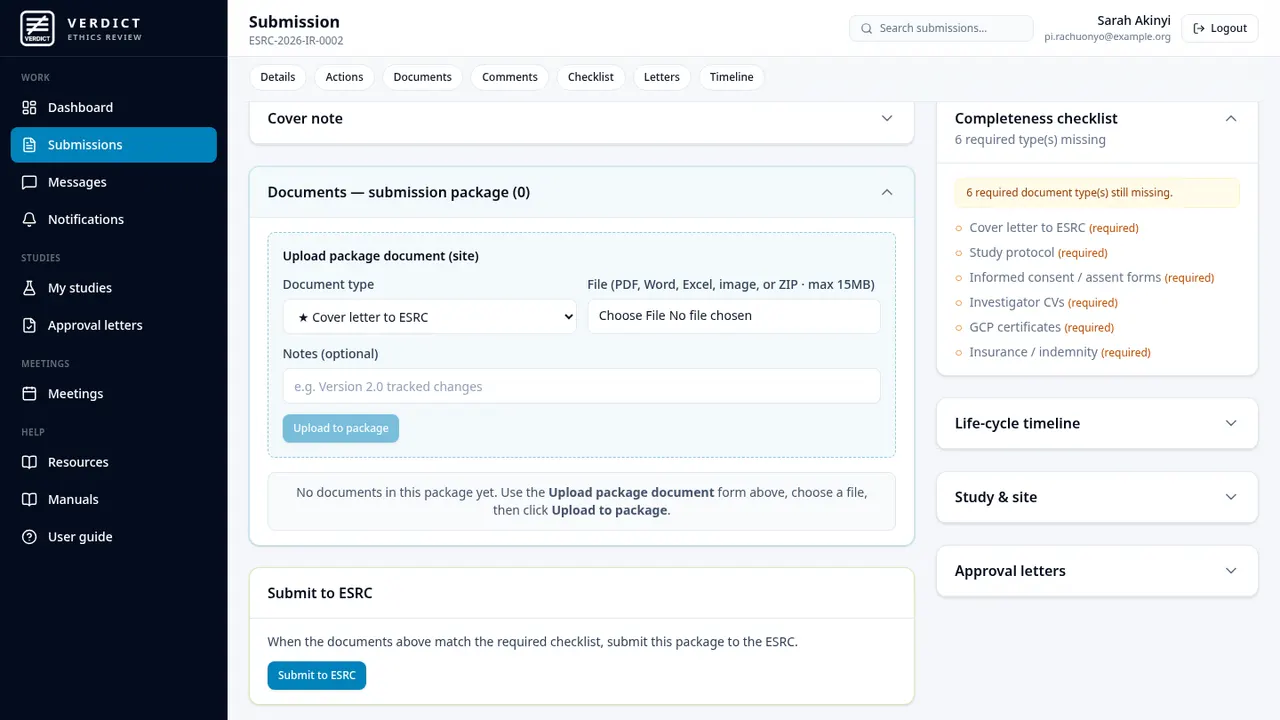 VERDICT
VERDICT
ETHICS REVIEW
WORK
Dashboard
Submissions
Messages
Notifications
STUDIES
My studies
Approval letters
MEETINGS
Meetings
HELP
Resources
Manuals
User guide
Submission
ESRC-2026-IR-0002
Search submissions...
Sarah Akinyi
pi.rachuonyo@example.org
Logout
Details
Actions
Documents
Comments
Checklist
Letters
Timeline
Cover note
Documents — submission package (0)
Upload package document (site)
Document type
File (PDF, Word, Excel, image, or ZIP · max 15MB)
★ Cover letter to ESRC
Choose File No file chosen
Notes (optional)
e.g. Version 2.0 tracked changes
Upload to package
No documents in this package yet. Use the Upload package document form above, choose a file,
then click Upload to package.
Submit to ESRC
When the documents above match the required checklist, submit this package to the ESRC.
Submit to ESRC
Completeness checklist
6 required type(s) missing
6 required document type(s) still missing.
Cover letter to ESRC (required)
Study protocol (required)
Informed consent / assent forms (required)
Investigator CVs (required)
GCP certificates (required)
Insurance / indemnity (required)
Life-cycle timeline
Study & site
Approval letters